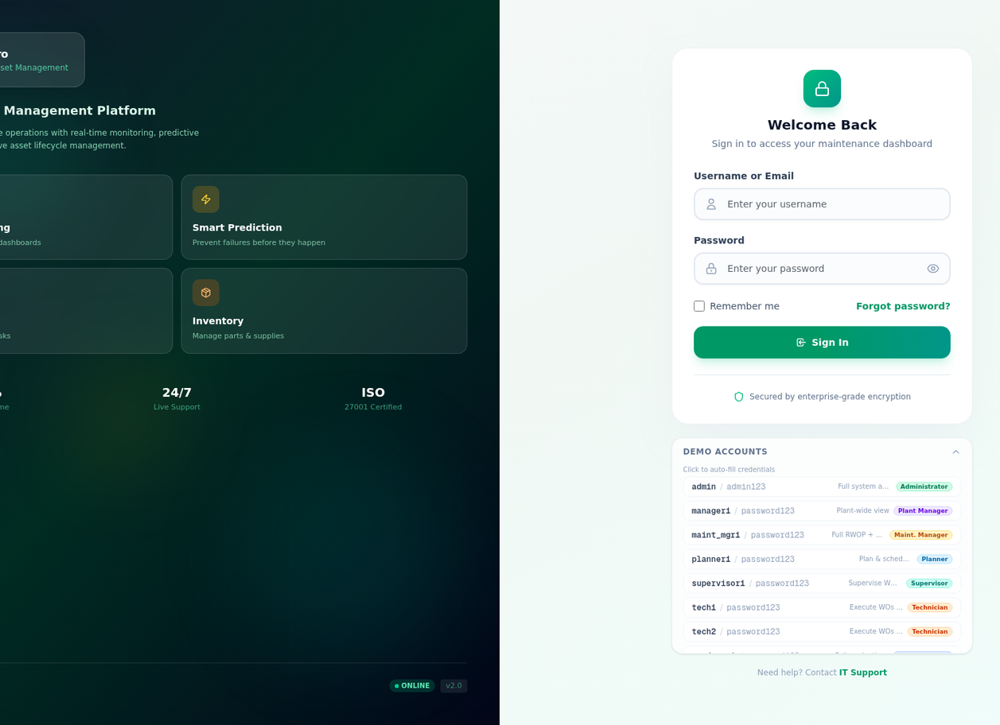 ro
set Management
Management Platform
e operations with real-time monitoring, predictive
ve asset lifecycle management.
ng
dashboards
Smart Prediction
Prevent failures before they happen
sks
Inventory
Manage parts & supplies
me
24/7
Live Support
ISO
27001 Certified
ONLINE
v2.0
Welcome Back
Sign in to access your maintenance dashboard
Username or Email
Enter your username
Password
Enter your password
Remember me
Forgot password?
Sign In
Secured by enterprise-grade encryption
DEMO ACCOUNTS
Click to auto-fill credentials
admin / admin123 Full system a... Administrator
manager1 / password123 Plant-wide view Plant Manager
maint_mgr1 / password123 Full RWOP + ... Maint. Manager
planner1 / password123 Plan & sched... Planner
supervisor1 / password123 Supervise W... Supervisor
tech1 / password123 Execute WOs ... Technician
tech2 / password123 Execute WOs ... Technician
Need help? Contact IT Support